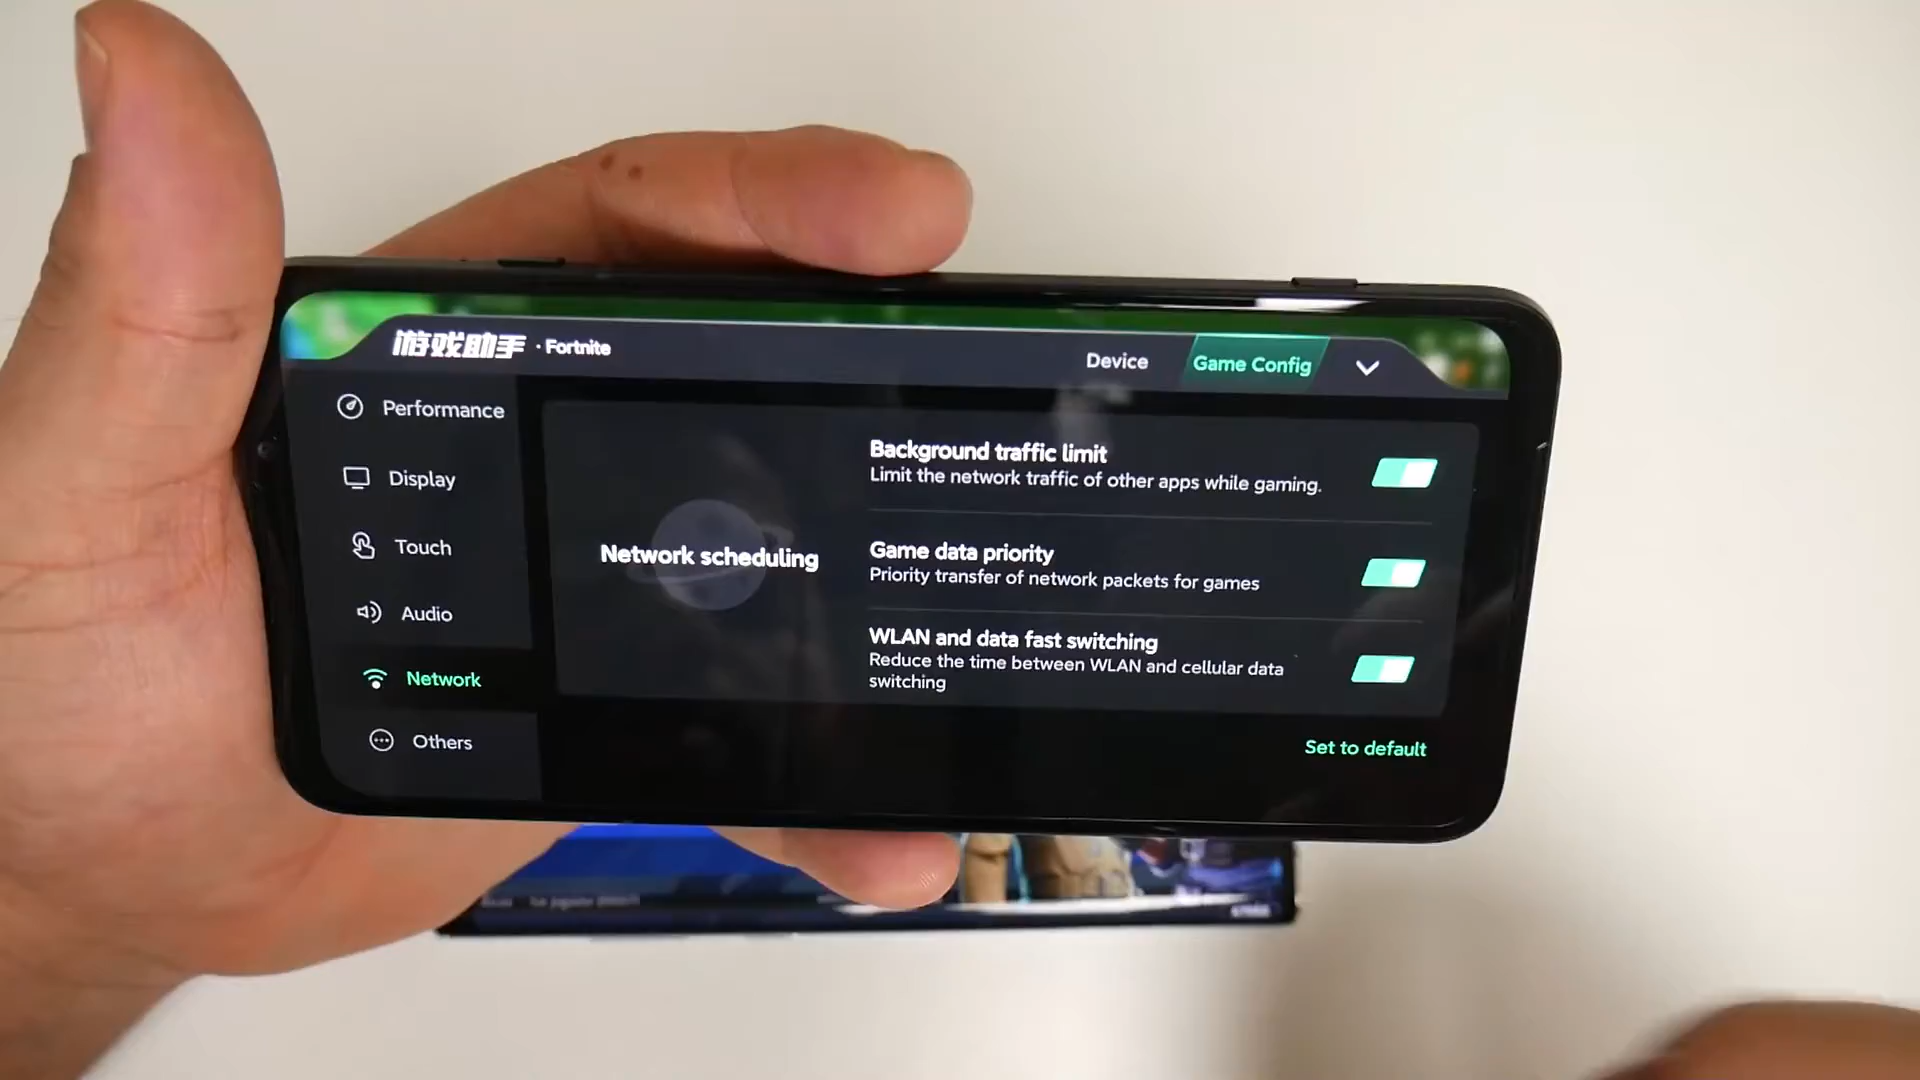 游戏助手 · Fortnite
Device
Game Config
Performance
Display
Touch
Audio
Network
Others
Network scheduling
Background traffic limit
Limit the network traffic of other apps while gaming.
Game data priority
Priority transfer of network packets for games
WLAN and data fast switching
Reduce the time between WLAN and cellular data
switching
Set to default